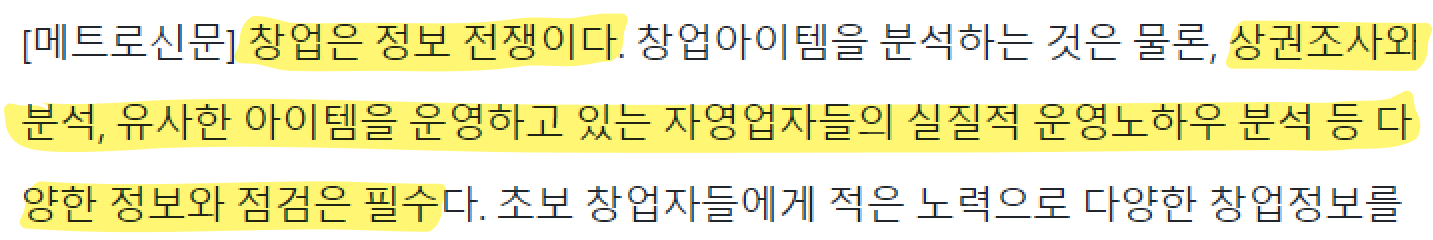 [메트로신문] 창업은 정보 전쟁이다. 창업아이템을 분석하는 것은 물론, 상권조사외
분석, 유사한 아이템을 운영하고 있는 자영업자들의 실질적 운영노하우 분석 등 다
양한 정보와 점검은 필수다. 초보 창업자들에게 적은 노력으로 다양한 창업정보를